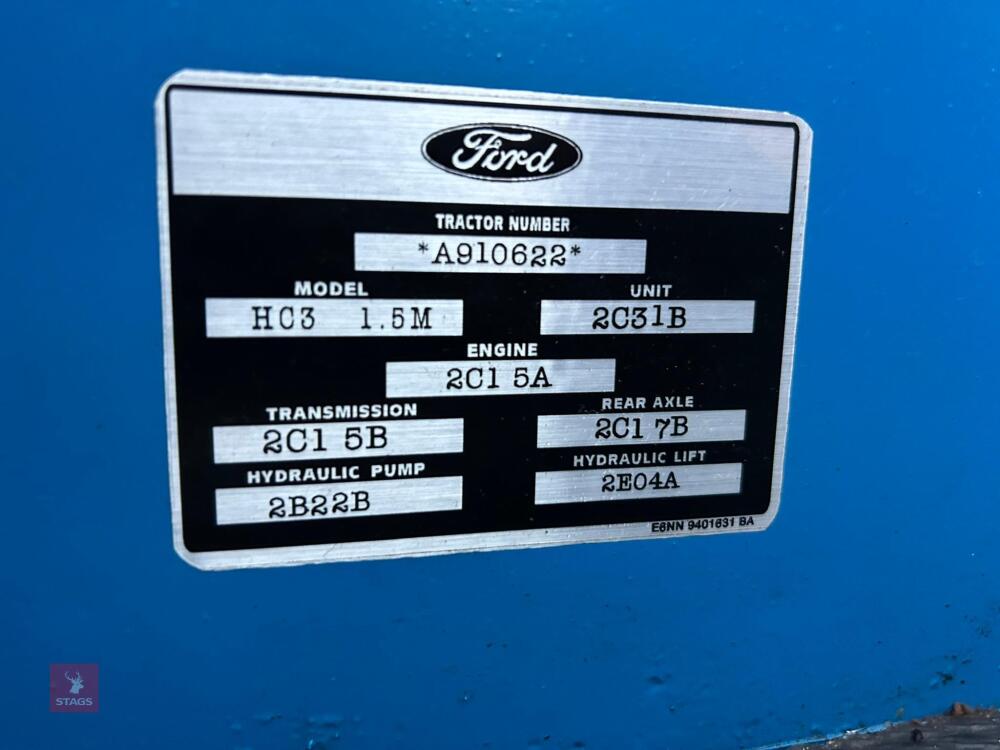 Ford
TRACTOR NUMBER
*A910622*
MODEL UNIT
HC3 1.5M 2C31B
ENGINE
2C1 5A
TRANSMISSION REAR AXLE
2C1 5B 2C1 7B
HYDRAULIC PUMP HYDRAULIC LIFT
2B22B 2E04A
E6NN 9401631 BA
STAGS